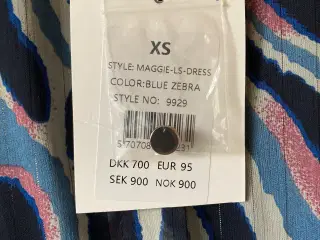 XS
STYLE: MAGGIE-LS-DRESS
COLOR:BLUE ZEBRA
STYLE NO: 9929
DKK 700 EUR 95
SEK 900 NOK 900